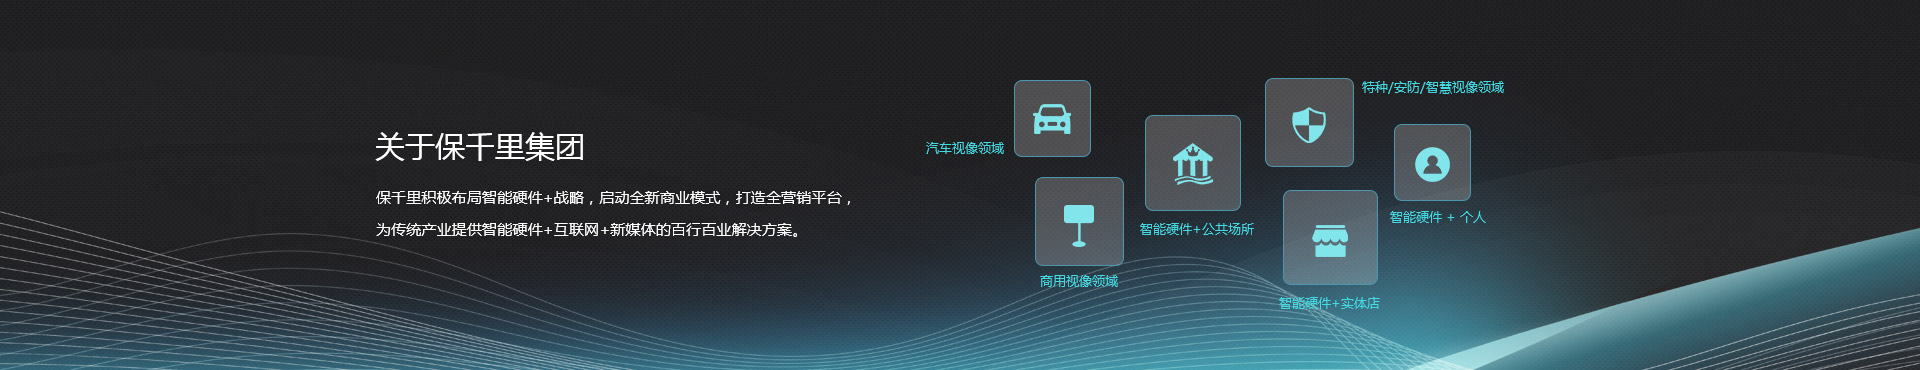 关于保千里集团
保千里积极布局智能硬件+战略，启动全新商业模式，打造全营销平台，
为传统产业提供智能硬件+互联网+新媒体的百行百业解决方案。
汽车视像领域
特种/安防/智慧视像领域
智能硬件+公共场所
智能硬件 + 个人
商用视像领域
智能硬件+实体店